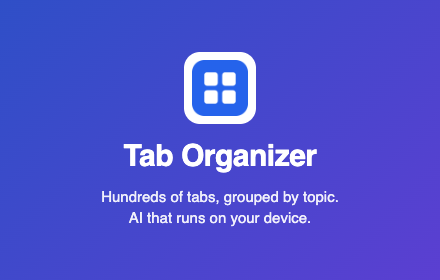 Tab Organizer
Hundreds of tabs, grouped by topic.
AI that runs on your device.